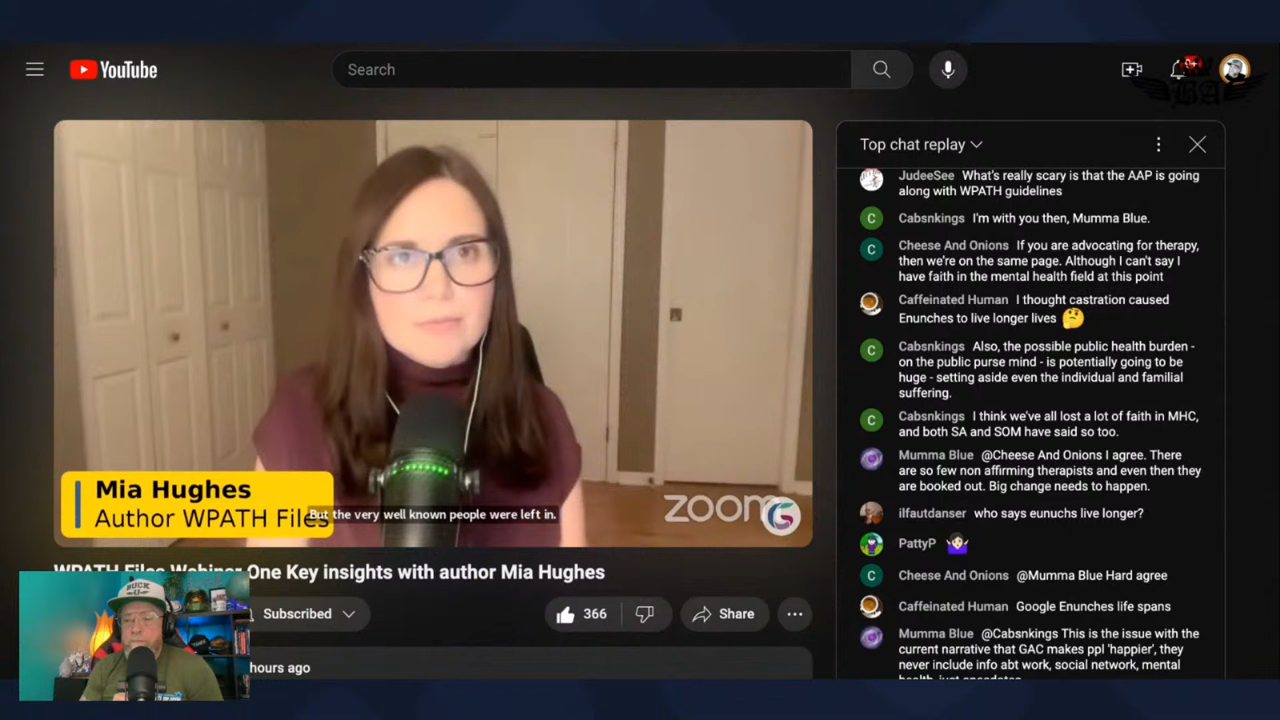 YouTube
Search
9+
BA
Top chat replay
JudeeSee What's really scary is that the AAP is going
along with WPATH guidelines
C Cabsnkings I'm with you then, Mumma Blue.
C Cheese And Onions If you are advocating for therapy,
then we're on the same page. Although I can't say I
have faith in the mental health field at this point
Caffeinated Human I thought castration caused
Enunches to live longer lives 🤔
C Cabsnkings Also, the possible public health burden -
on the public purse mind - is potentially going to be
huge - setting aside even the individual and familial
suffering.
C Cabsnkings I think we've all lost a lot of faith in MHC,
and both SA and SOM have said so too.
Mumma Blue @Cheese And Onions I agree. There
are so few non affirming therapists and even then they
are booked out. Big change needs to happen.
ilfautdanser who says eunuchs live longer?
PattyP 🤷🏻‍♀️
C Cheese And Onions @Mumma Blue Hard agree
Caffeinated Human Google Enunches life spans
Mumma Blue @Cabsnkings This is the issue with the
current narrative that GAC makes ppl 'happier', they
never include info abt work, social network, mental
health, just anecdotes
Mia Hughes
Author WPATH Files
But the very well known people were left in.
zoom
G
WPATH Files Webinar One Key insights with author Mia Hughes
Subscribed
366
Share
hours ago
BUCK